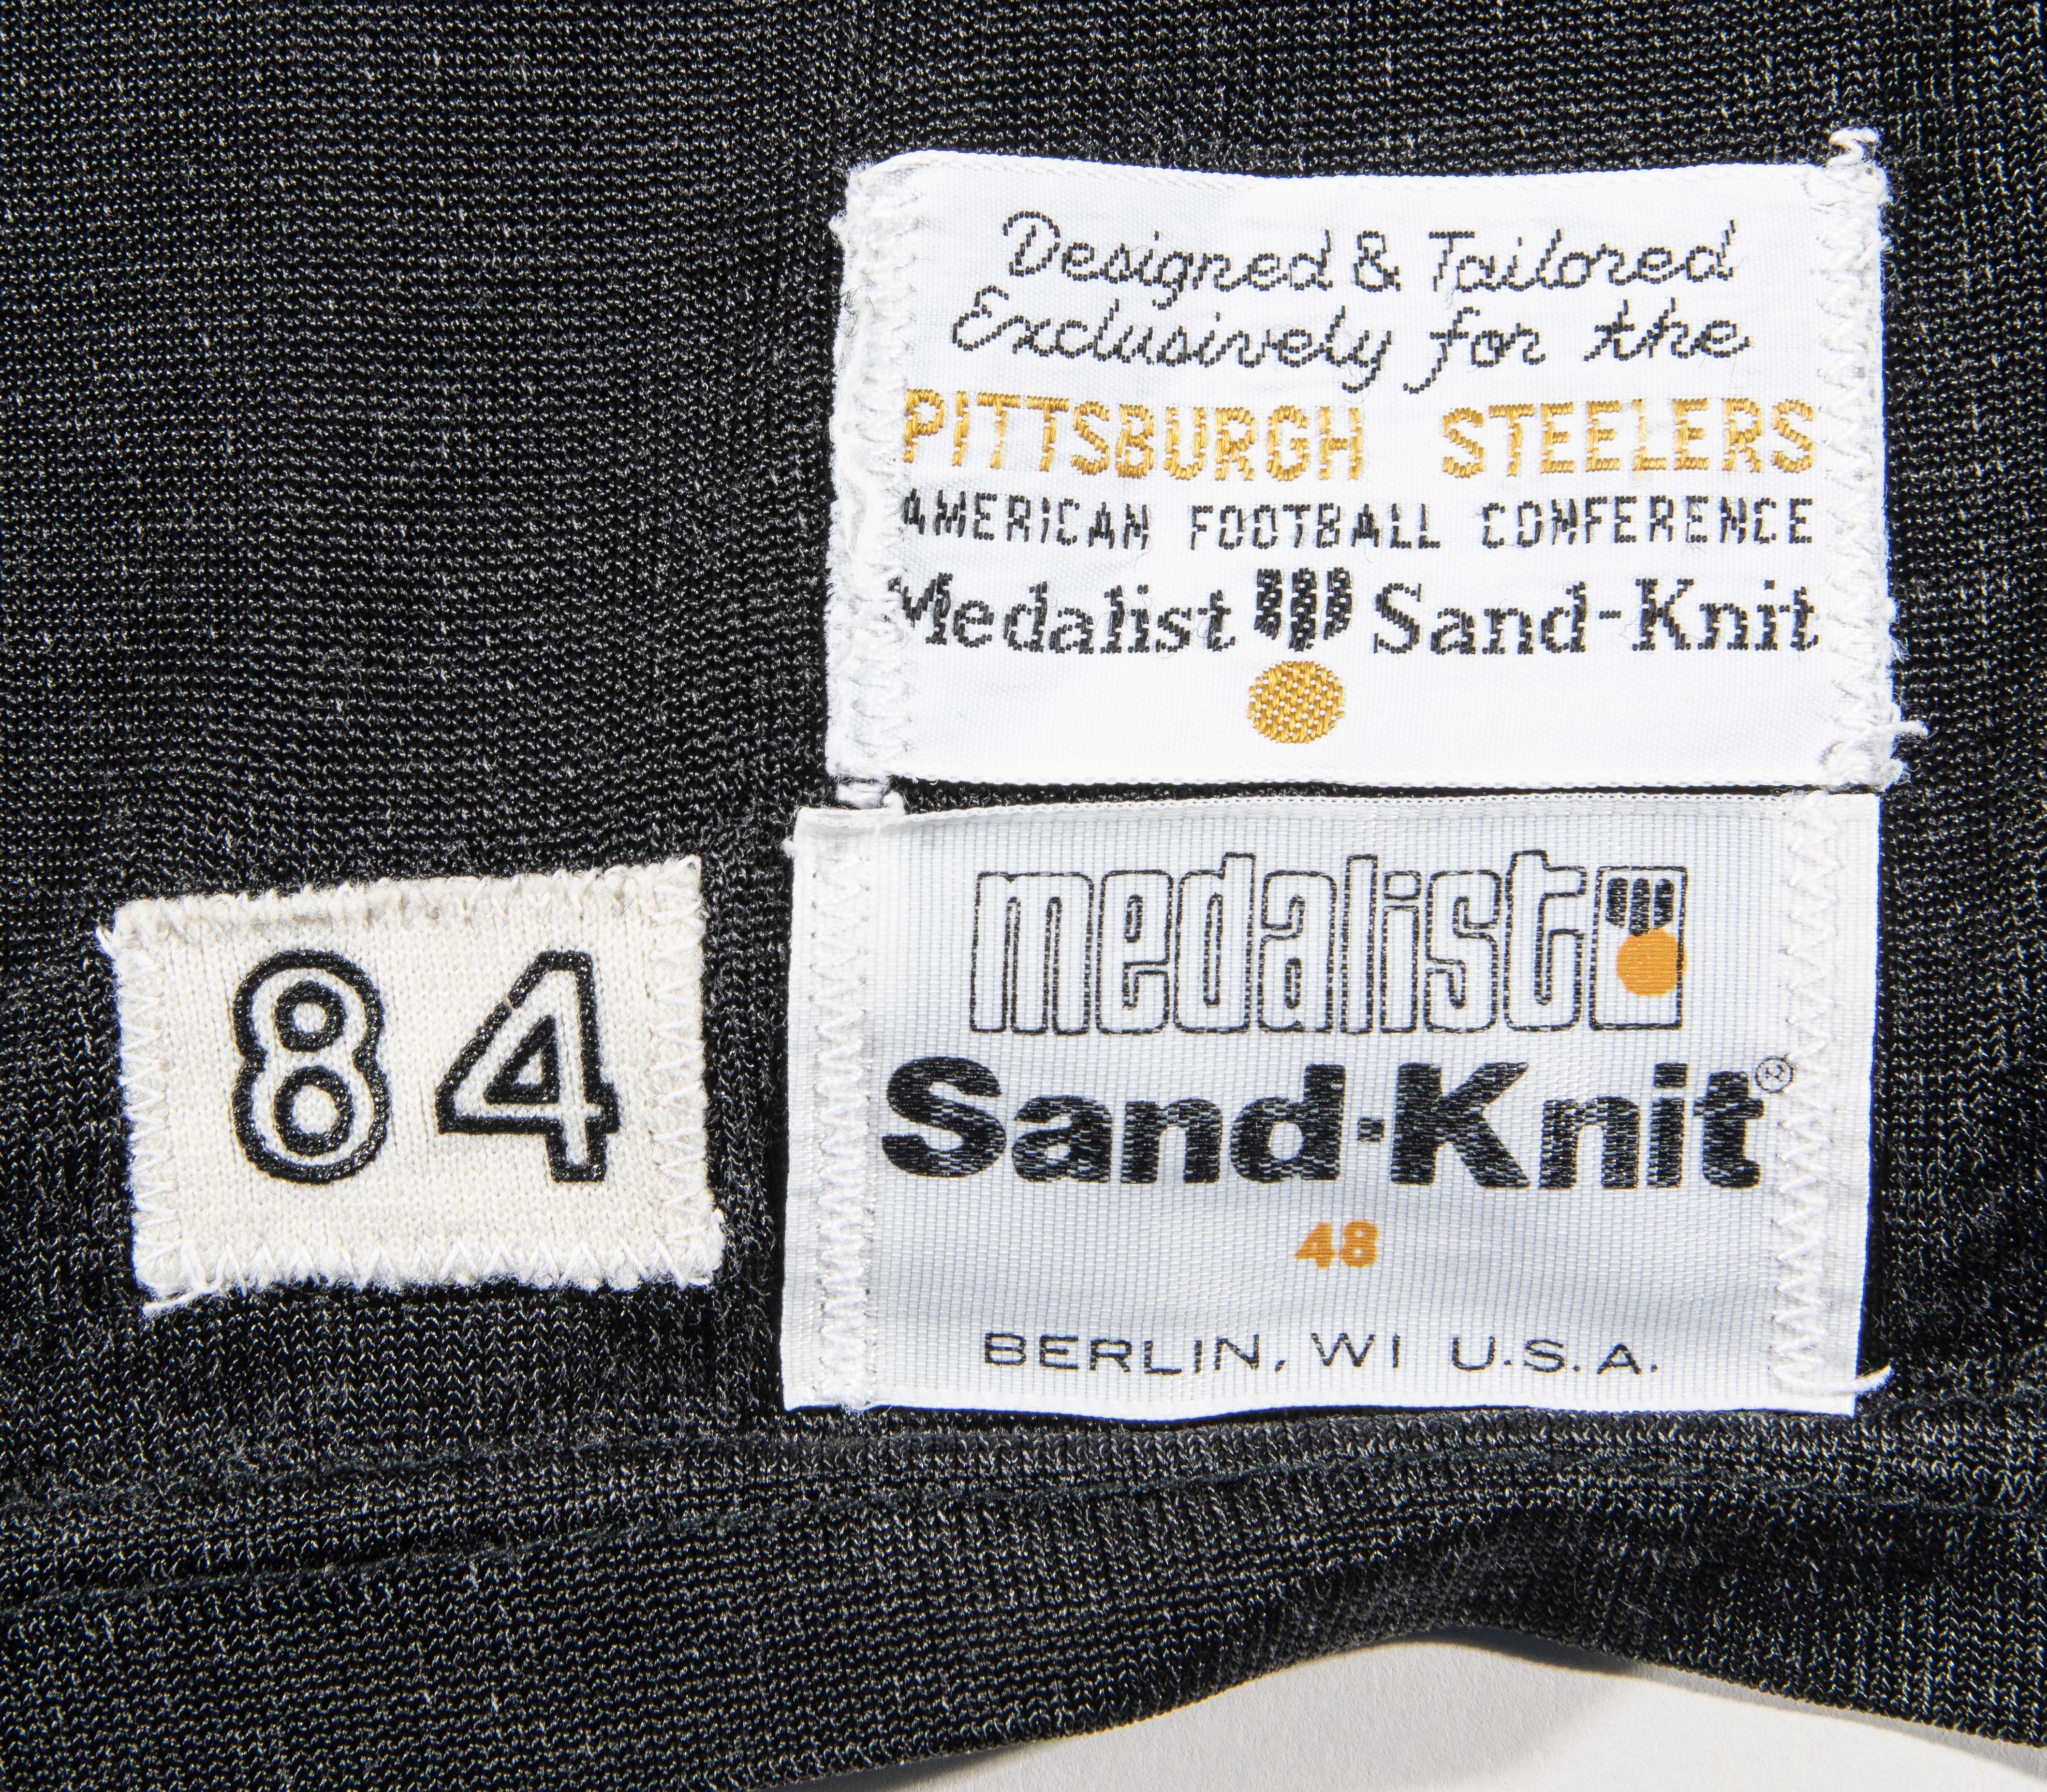 Designed & Tailored
Exclusively for the
PITTSBURGH STEELERS
AMERICAN FOOTBALL CONFERENCE
Medalist Sand-Knit
84
medalist
Sand-Knit®
48
BERLIN, WI U.S.A.